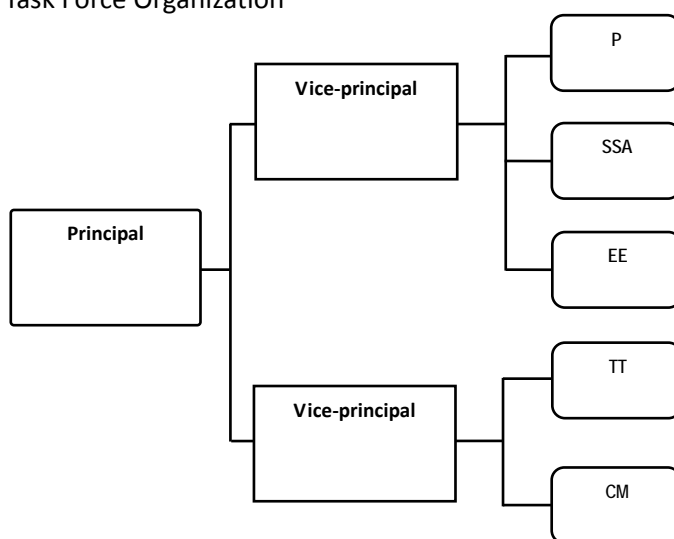 Task Force Organization
P
Vice-principal
SSA
Principal
EE
TT
Vice-principal
CM